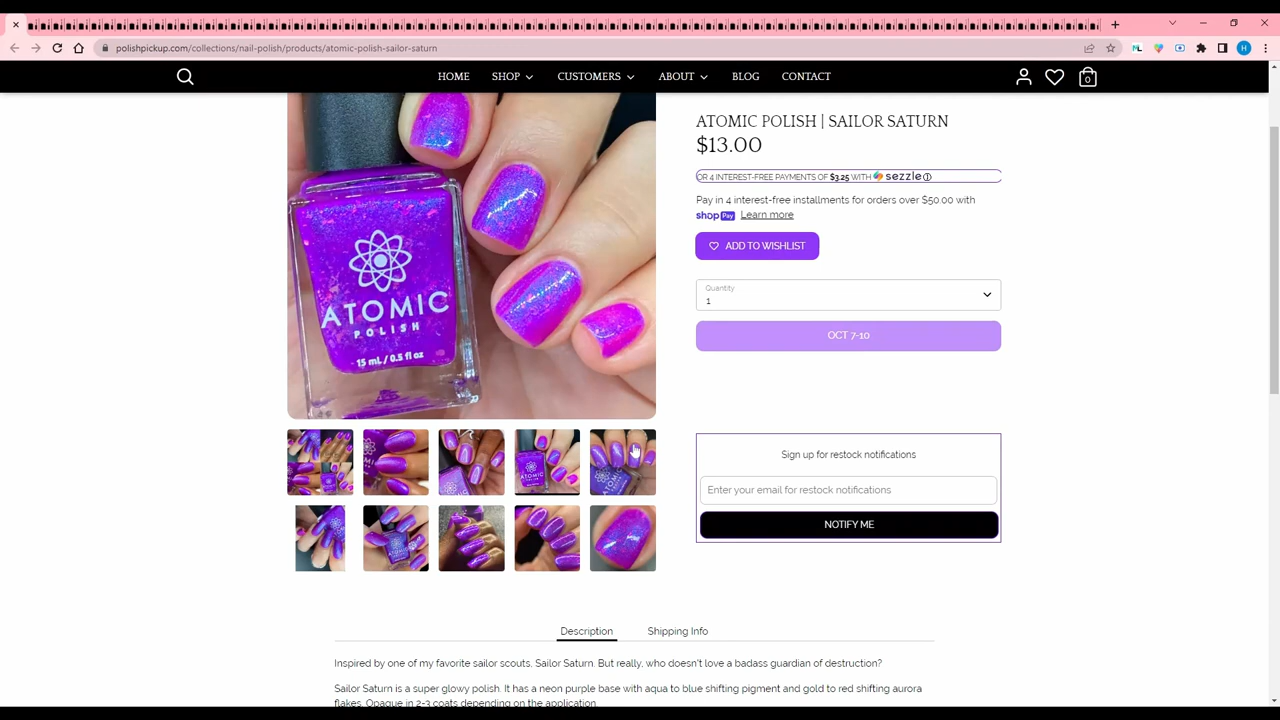 polishpickup.com/collections/nail-polish/products/atomic-polish-sailor-saturn
HOME SHOP CUSTOMERS ABOUT BLOG CONTACT
0
ATOMIC
POLISH
15 mL / 0.5 fl oz
ATOMIC POLISH | SAILOR SATURN
$13.00
OR 4 INTEREST-FREE PAYMENTS OF $3.25 WITH sezzle
Pay in 4 interest-free installments for orders over $50.00 with
shop Pay Learn more
ADD TO WISHLIST
Quantity
1
OCT 7-10
Sign up for restock notifications
Enter your email for restock notifications
NOTIFY ME
Description Shipping Info
Inspired by one of my favorite sailor scouts, Sailor Saturn. But really, who doesn't love a badass guardian of destruction?
Sailor Saturn is a super glowy polish. It has a neon purple base with aqua to blue shifting pigment and gold to red shifting aurora
flakes. Opaque in 2-3 coats depending on the application.